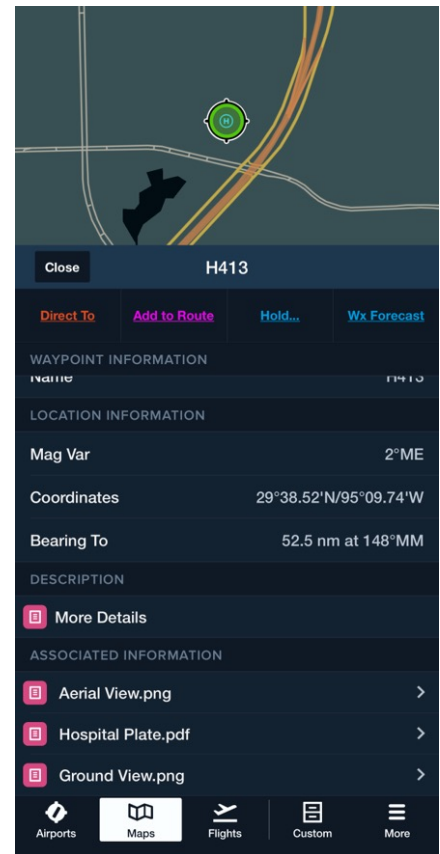 H
Close H413
Direct To Add to Route Hold... Wx Forecast
WAYPOINT INFORMATION
Name H413
LOCATION INFORMATION
Mag Var 2°ME
Coordinates 29°38.52'N/95°09.74'W
Bearing To 52.5 nm at 148°MM
DESCRIPTION
More Details
ASSOCIATED INFORMATION
Aerial View.png
Hospital Plate.pdf
Ground View.png
Airports Maps Flights Custom More